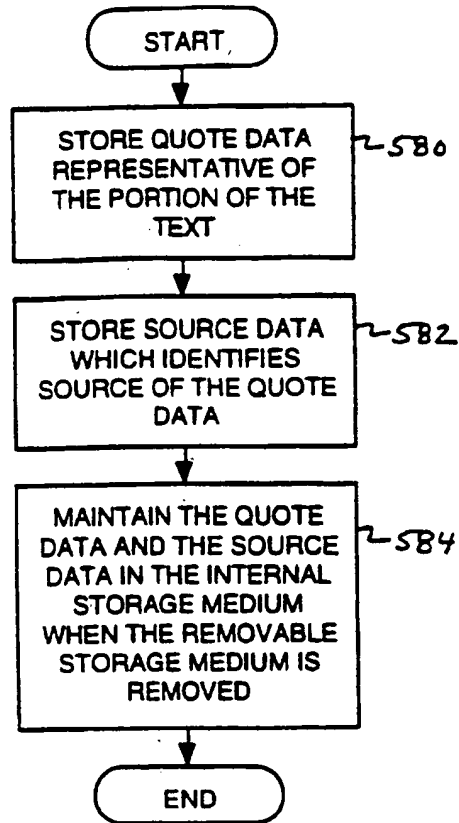 START
STORE QUOTE DATA
REPRESENTATIVE OF
THE PORTION OF THE
TEXT
580
STORE SOURCE DATA
WHICH IDENTIFIES
SOURCE OF THE QUOTE
DATA
582
MAINTAIN THE QUOTE
DATA AND THE SOURCE
DATA IN THE INTERNAL
STORAGE MEDIUM
WHEN THE REMOVABLE
STORAGE MEDIUM IS
REMOVED
584
END